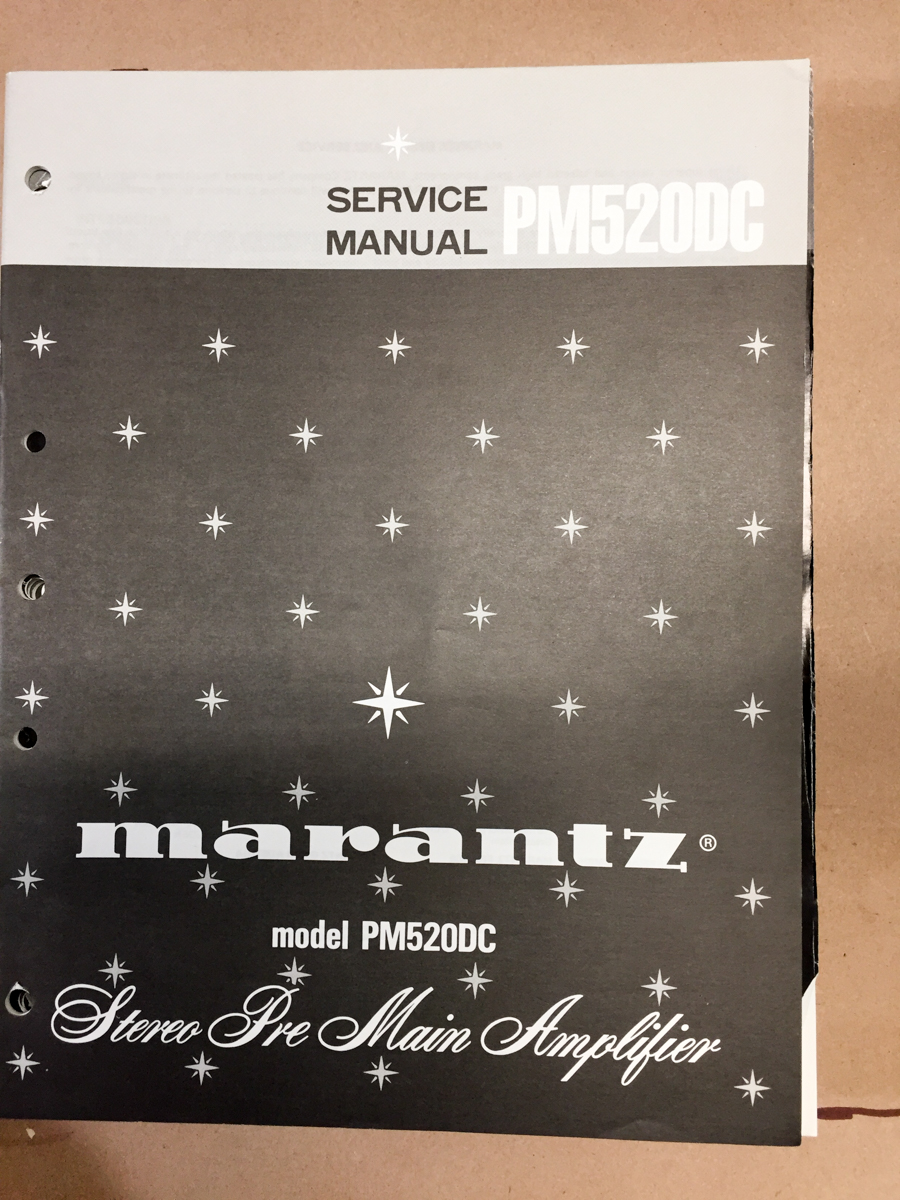 SERVICE
MANUAL PM520DC
marantz®
model PM520DC
Stereo Pre Main Amplifier